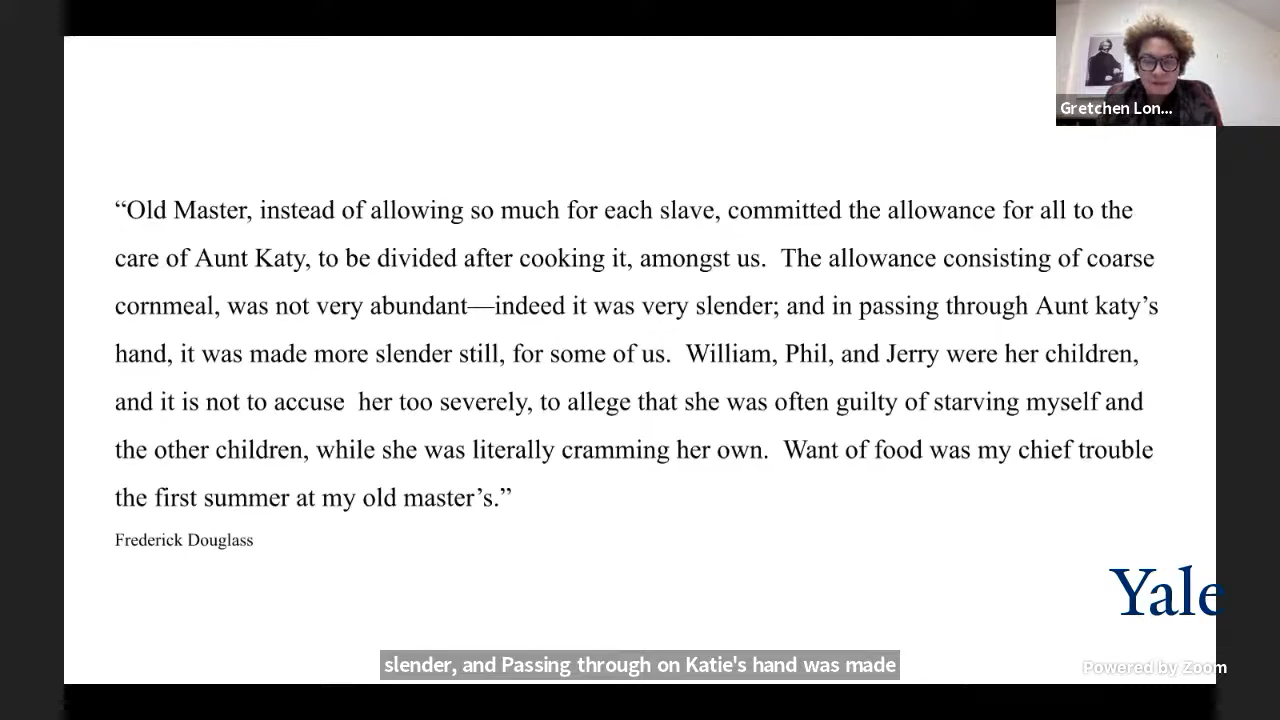 Gretchen Lon...
“Old Master, instead of allowing so much for each slave, committed the allowance for all to the
care of Aunt Katy, to be divided after cooking it, amongst us.  The allowance consisting of coarse
cornmeal, was not very abundant—indeed it was very slender; and in passing through Aunt katy’s
hand, it was made more slender still, for some of us.  William, Phil, and Jerry were her children,
and it is not to accuse  her too severely, to allege that she was often guilty of starving myself and
the other children, while she was literally cramming her own.  Want of food was my chief trouble
the first summer at my old master’s.”
Frederick Douglass
Yale
slender, and Passing through on Katie's hand was made
Powered by Zoom